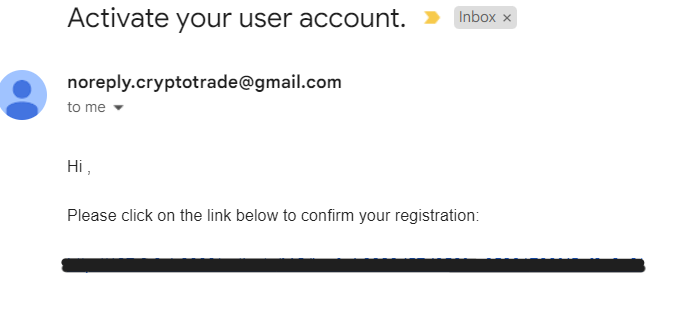 Activate your user account. Inbox ×
noreply.cryptotrade@gmail.com
to me
Hi ,
Please click on the link below to confirm your registration: